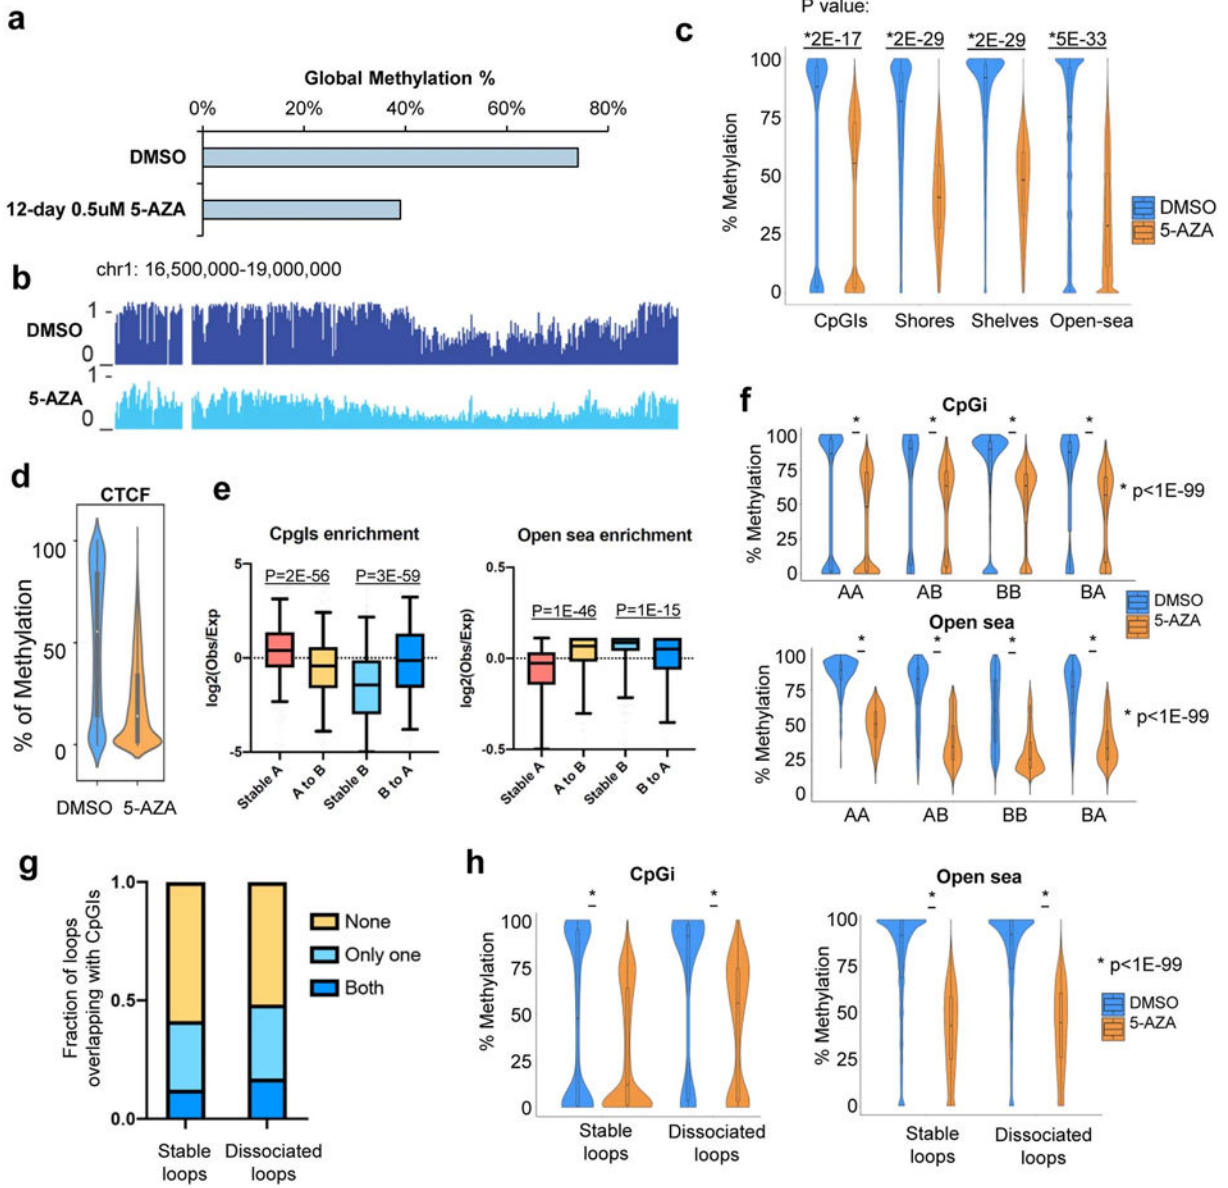 a
Global Methylation %
0% 20% 40% 60% 80%
DMSO
12-day 0.5uM 5-AZA
b
chr1: 16,500,000-19,000,000
1
DMSO
0
1
5-AZA
0
c
P value:
*2E-17 *2E-29 *2E-29 *5E-33
100
75
50
25
0
% Methylation
CpGIs Shores Shelves Open-sea
DMSO
5-AZA
d
CTCF
100
50
0
% of Methylation
DMSO 5-AZA
e
Cpgls enrichment
P=2E-56 P=3E-59
5
0
-5
log2(Obs/Exp)
Stable A A to B Stable B B to A
Open sea enrichment
P=1E-46 P=1E-15
0.5
0.0
-0.5
log2(Obs/Exp)
Stable A A to B Stable B B to A
f
CpGi
* * * *
100
75
50
25
0
% Methylation
AA AB BB BA
* p<1E-99
DMSO
5-AZA
Open sea
* * * *
100
75
50
25
0
% Methylation
AA AB BB BA
* p<1E-99
g
1.0
0.5
0.0
Fraction of loops
overlapping with CpGIs
Stable Dissociated
loops loops
None
Only one
Both
h
CpGi
* *
100
75
50
25
0
% Methylation
Stable Dissociated
loops loops
Open sea
* *
100
75
50
25
0
% Methylation
Stable Dissociated
loops loops
* p<1E-99
DMSO
5-AZA